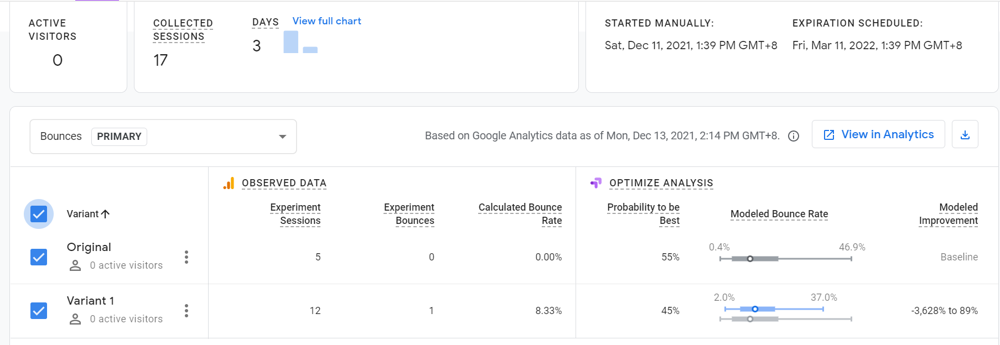 ACTIVE
VISITORS
0
COLLECTED
SESSIONS
17
DAYS
3
View full chart
STARTED MANUALLY:
Sat, Dec 11, 2021, 1:39 PM GMT+8
EXPIRATION SCHEDULED:
Fri, Mar 11, 2022, 1:39 PM GMT+8
Bounces PRIMARY
Based on Google Analytics data as of Mon, Dec 13, 2021, 2:14 PM GMT+8.
View in Analytics
OBSERVED DATA
OPTIMIZE ANALYSIS
Variant
Experiment
Sessions
Experiment
Bounces
Calculated Bounce
Rate
Probability to be
Best
Modeled Bounce Rate
Modeled
Improvement
Original
0 active visitors
5
0
0.00%
55%
0.4%
46.9%
Baseline
Variant 1
0 active visitors
12
1
8.33%
45%
2.0%
37.0%
-3,628% to 89%